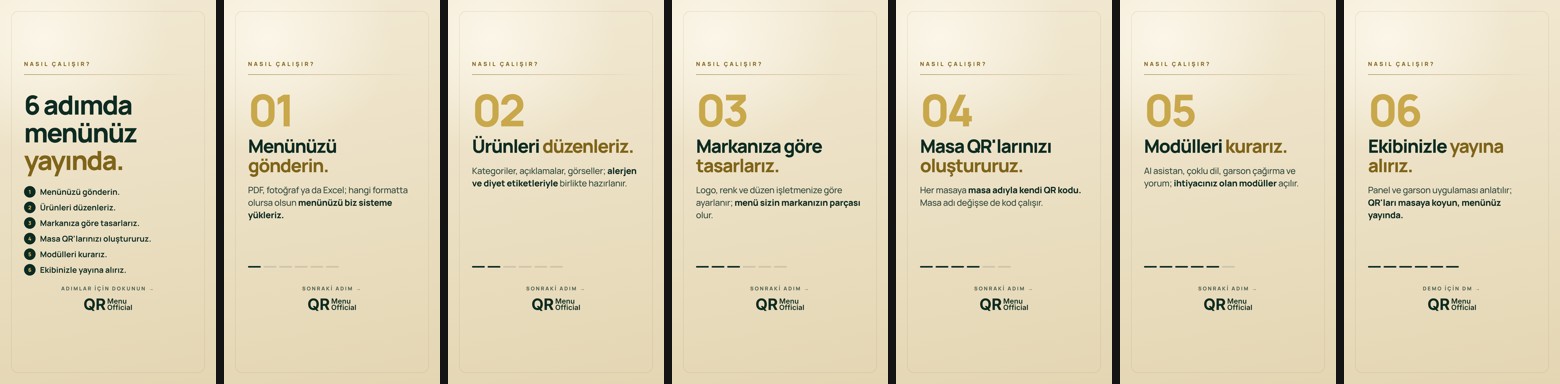 NASIL ÇALIŞIR?
6 adımda
menünüz
yayında.
1 Menünüzü gönderin.
2 Ürünleri düzenleriz.
3 Markanıza göre tasarlarız.
4 Masa QR'larınızı oluştururuz.
5 Modülleri kurarız.
6 Ekibinizle yayına alırız.
ADIMLAR İÇİN DOKUNUN →
QR Menu
Official
NASIL ÇALIŞIR?
01
Menünüzü
gönderin.
PDF, fotoğraf ya da Excel; hangi formatta
olursa olsun menünüzü biz sisteme
yükleriz.
SONRAKİ ADIM →
QR Menu
Official
NASIL ÇALIŞIR?
02
Ürünleri düzenleriz.
Kategoriler, açıklamalar, görseller; alerjen
ve diyet etiketleriyle birlikte hazırlanır.
SONRAKİ ADIM →
QR Menu
Official
NASIL ÇALIŞIR?
03
Markanıza göre
tasarlarız.
Logo, renk ve düzen işletmenize göre
ayarlanır; menü sizin markanızın parçası
olur.
SONRAKİ ADIM →
QR Menu
Official
NASIL ÇALIŞIR?
04
Masa QR'larınızı
oluştururuz.
Her masaya masa adıyla kendi QR kodu.
Masa adı değişse de kod çalışır.
SONRAKİ ADIM →
QR Menu
Official
NASIL ÇALIŞIR?
05
Modülleri kurarız.
AI asistan, çoklu dil, garson çağırma ve
yorum; ihtiyacınız olan modüller açılır.
SONRAKİ ADIM →
QR Menu
Official
NASIL ÇALIŞIR?
06
Ekibinizle yayına
alırız.
Panel ve garson uygulaması anlatılır;
QR'ları masaya koyun, menünüz
yayında.
DEMO İÇİN DM →
QR Menu
Official